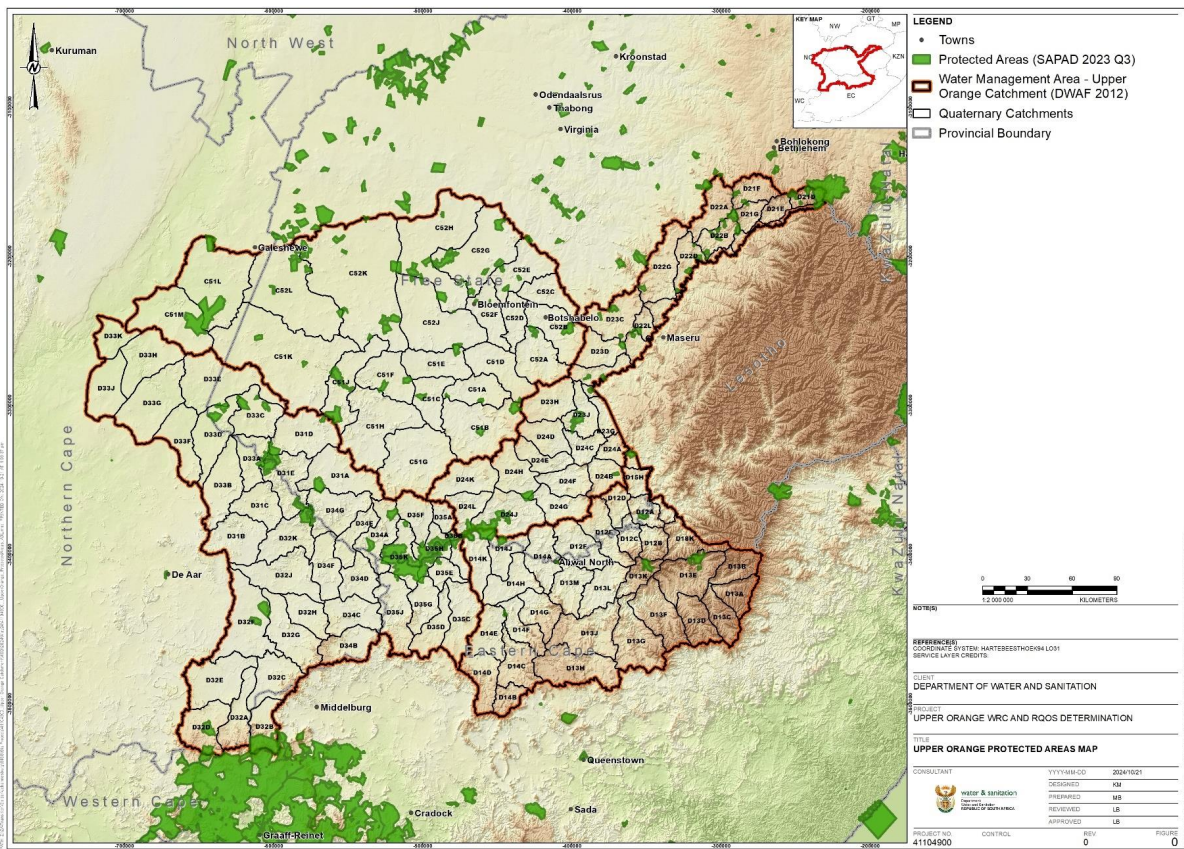 Kuruman
North West
Kroonstad
Odendaalsrus
Thabong
Virginia
Bohlokong
Bethlehem
KwaZulu Natal
Galeshewe
Free State
Bloemfontein
Botshabelo
Maseru
Lesotho
Northern Cape
KwaZulu Natal
De Aar
Aliwal North
Eastern Cape
Middelburg
Queenstown
Western Cape
Cradock
Sada
Graaff-Reinet
D21F
D22A
D21G
D21E
D22B
D22G
C52H
C52G
C52E
C52K
C52L
C52C
C52F
C52D
C52J
C52B
C52A
C51L
C51M
C51K
C51J
C51F
C51E
C51D
C51A
C51C
C51B
C51H
C51G
D23C
D22L
D23D
D23H
D23J
D24D
D24C
D24A
D24E
D24H
D24F
D24B
D24K
D24L
D24J
D24G
D15H
D33K
D33H
D33J
D33G
D33E
D33F
D33D
D33C
D33A
D33B
D31D
D31E
D31A
D31C
D31B
D32K
D32J
D32H
D32G
D32F
D32E
D32C
D32D
D32A
D32B
D34G
D34E
D34A
D34F
D34D
D34C
D34B
D35F
D35A
D35H
D35E
D35G
D35J
D35D
D35C
D12D
D12A
D12C
D12B
D12F
D14K
D14J
D14A
D14H
D14G
D14F
D14E
D14C
D14D
D14B
D13M
D13L
D13K
D13E
D13B
D13A
D13F
D13D
D13C
D13G
D13J
D13H
KEY MAP
NW
GT
MP
NC
KZN
WC
EC
LEGEND
Towns
Protected Areas (SAPAD 2023 Q3)
Water Management Area - Upper
Orange Catchment (DWAF 2012)
Quaternary Catchments
Provincial Boundary
0 30 60 90
1:2 000 000 KILOMETERS
NOTE(S)
REFERENCE(S)
COORDINATE SYSTEM: HARTEBEESTHOEK94 LO31
SERVICE LAYER CREDITS:
CLIENT
DEPARTMENT OF WATER AND SANITATION
PROJECT
UPPER ORANGE WRC AND RQOS DETERMINATION
TITLE
UPPER ORANGE PROTECTED AREAS MAP
CONSULTANT
water & sanitation
Department:
Water and Sanitation
REPUBLIC OF SOUTH AFRICA
YYYY-MM-DD 2024/10/21
DESIGNED KM
PREPARED MB
REVIEWED LB
APPROVED LB
PROJECT NO. CONTROL REV FIGURE
41104900 0 0